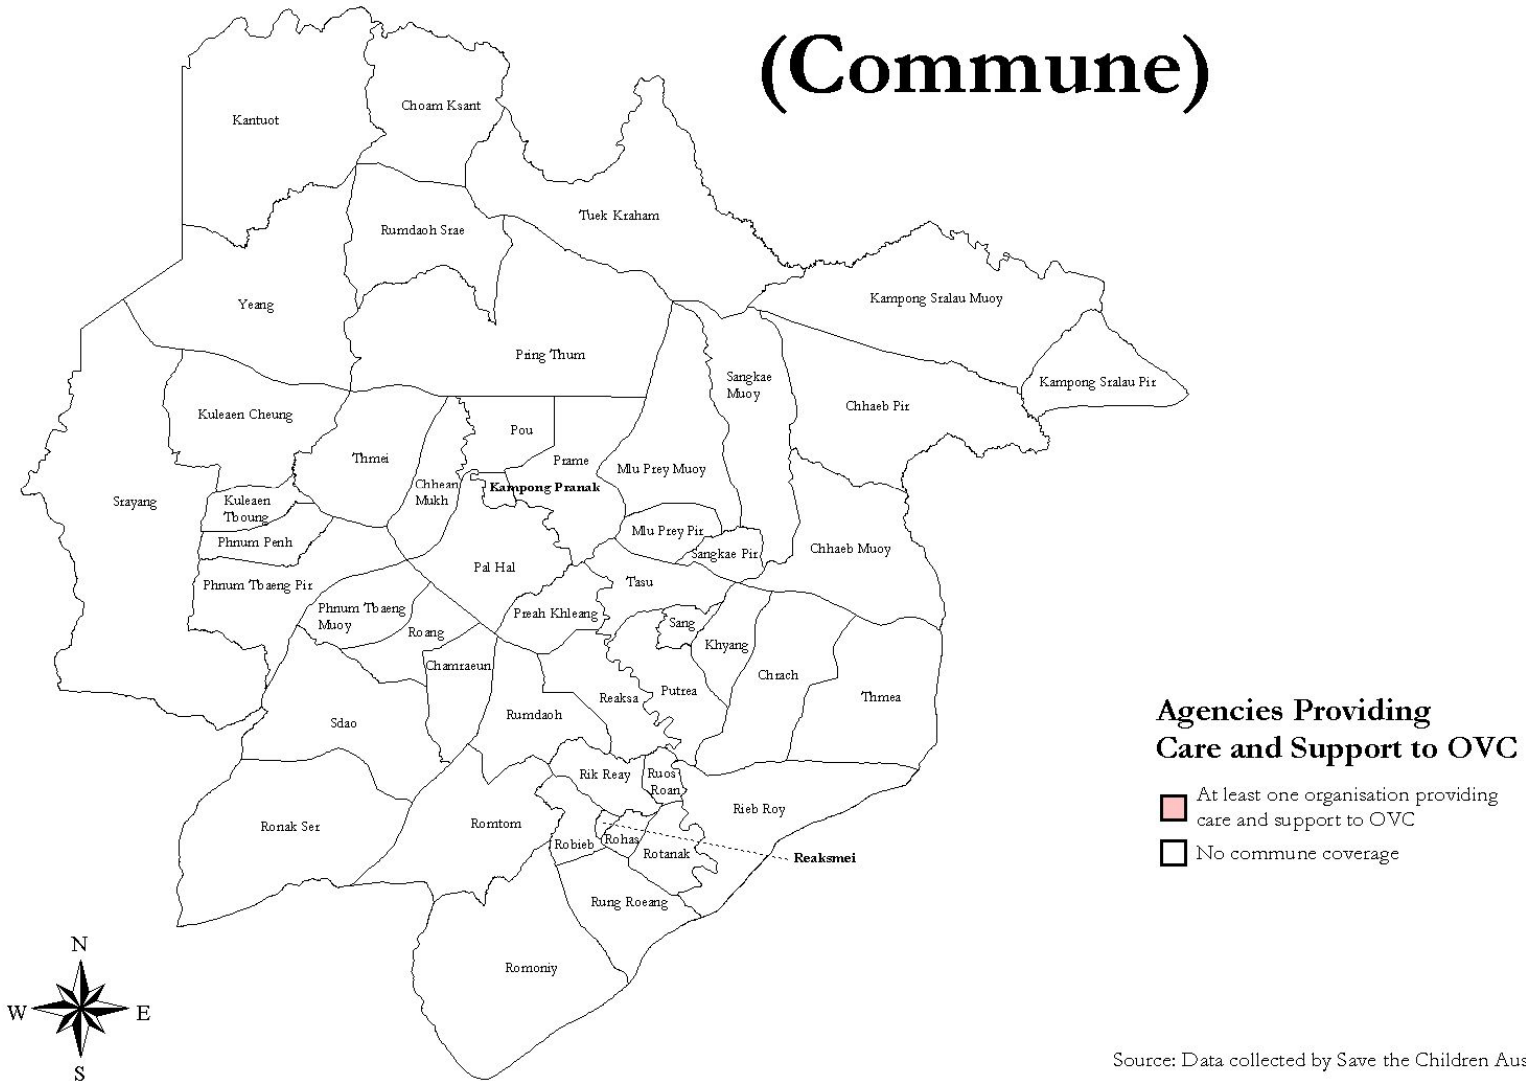 (Commune)
Kantuot
Choam Ksant
Tuek Kraham
Rumdaoh Srae
Yeang
Kampong Sralau Muoy
Pring Thum
Kampong Sralau Pir
Sangkae
Muoy
Chhaeb Pir
Kuleaen Cheung
Pou
Thmei
Prame
Mlu Prey Muoy
Chhean
Mukh
Kampong Pranak
Srayang
Kuleaen
Tboung
Mlu Prey Pir
Phnum Penh
Sangkae Pir
Chhaeb Muoy
Pal Hal
Tasu
Phnum Tbaeng Pir
Phnum Tbaeng
Muoy
Preah Khleang
Roang
Sang
Khyang
Chamraeun
Chrach
Putrea
Reaksa
Thmea
Rumdaoh
Sdao
Agencies Providing
Care and Support to OVC
At least one organisation providing
care and support to OVC
No commune coverage
Rik Reay
Ruos
Roan
Rieb Roy
Ronak Ser
Romtom
Robieb
Rohas
Rotanak
Reaksmei
Rung Roeang
Romoniy
N
W
E
S
Source: Data collected by Save the Children Aus